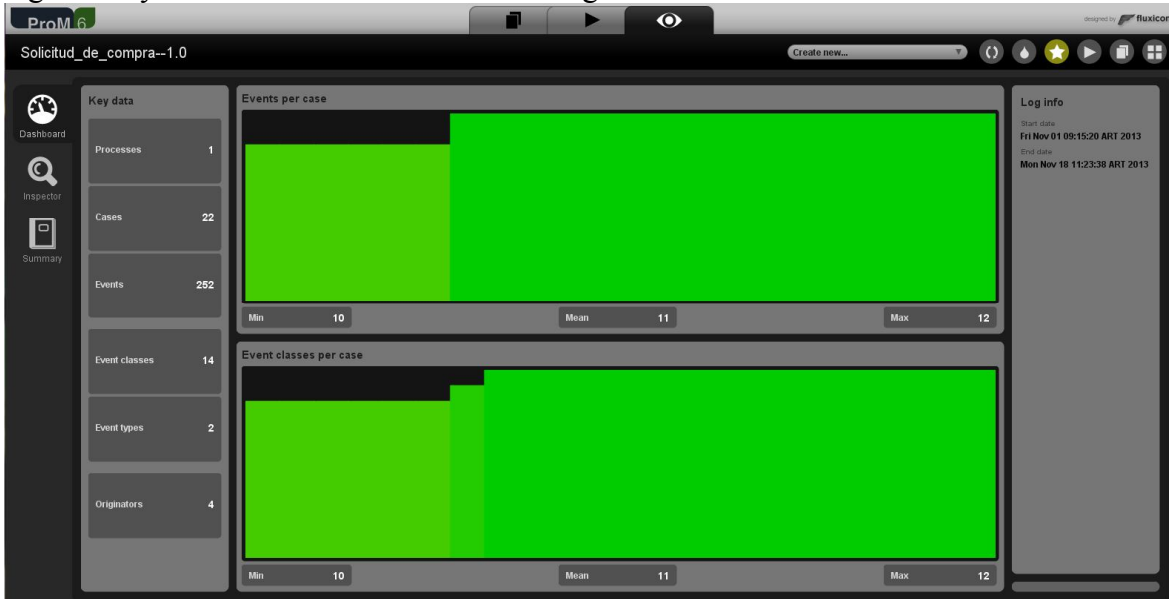 ProM 6
designed by fluxicon
Solicitud_de_compra--1.0
Create new...
Dashboard
Inspector
Summary
Key data
Processes 1
Cases 22
Events 252
Event classes 14
Event types 2
Originators 4
Events per case
Min 10
Mean 11
Max 12
Event classes per case
Min 10
Mean 11
Max 12
Log info
Start date
Fri Nov 01 09:15:20 ART 2013
End date
Mon Nov 18 11:23:38 ART 2013